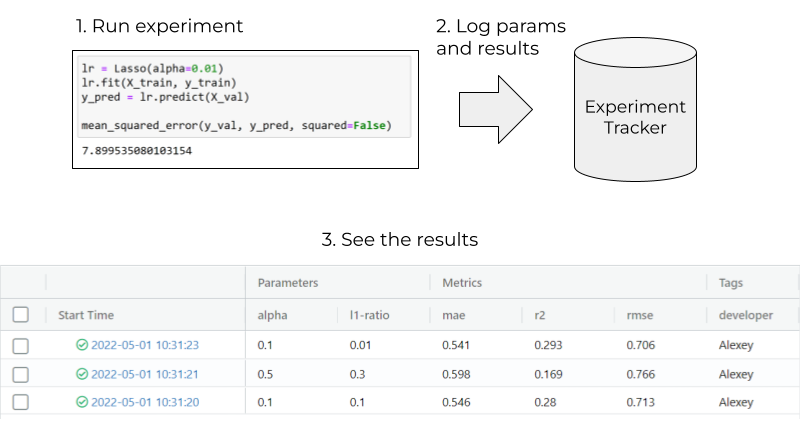 1. Run experiment
2. Log params
and results
lr = Lasso(alpha=0.01)
lr.fit(X_train, y_train)
y_pred = lr.predict(X_val)
mean_squared_error(y_val, y_pred, squared=False)
7.899535080103154
Experiment
Tracker
3. See the results
Parameters Metrics Tags
Start Time alpha l1-ratio mae r2 rmse developer
2022-05-01 10:31:23 0.1 0.01 0.541 0.293 0.706 Alexey
2022-05-01 10:31:21 0.5 0.3 0.598 0.169 0.766 Alexey
2022-05-01 10:31:20 0.1 0.1 0.546 0.28 0.713 Alexey